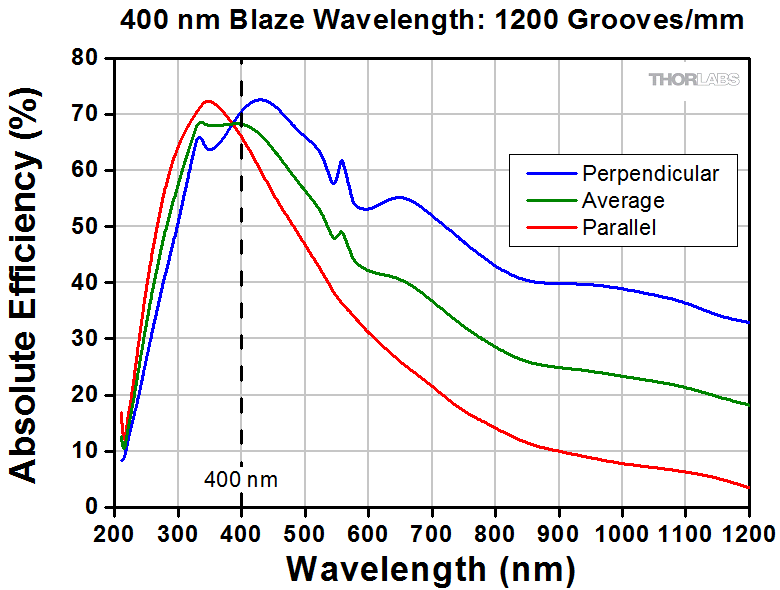 400 nm Blaze Wavelength: 1200 Grooves/mm
THORLABS
Absolute Efficiency (%)
80
70
60
50
40
30
20
10
0
Perpendicular
Average
Parallel
400 nm
200 300 400 500 600 700 800 900 1000 1100 1200
Wavelength (nm)